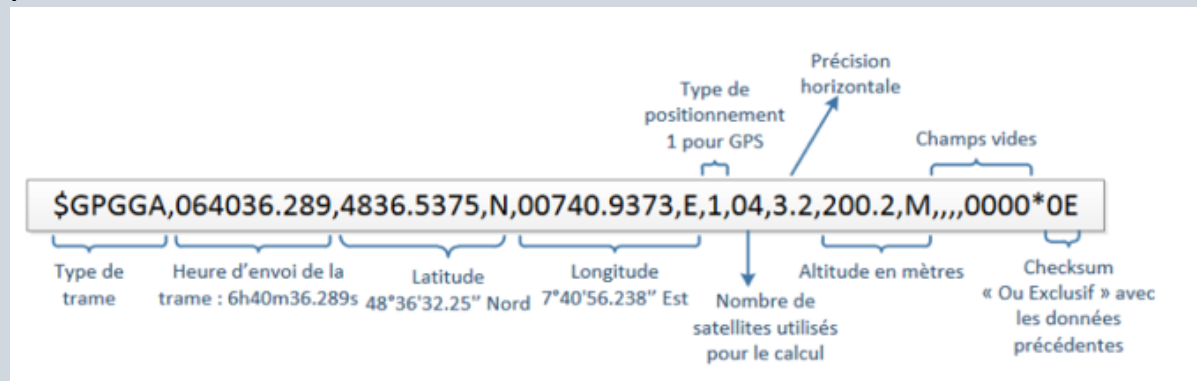 Précision
horizontale
Type de
positionnement
1 pour GPS
Champs vides
$GPGGA,064036.289,4836.5375,N,00740.9373,E,1,04,3.2,200.2,M,,,,0000*0E
Type de
trame
Heure d’envoi de la
trame : 6h40m36.289s
Latitude
48°36'32.25’’ Nord
Longitude
7°40'56.238’’ Est
Nombre de
satellites utilisés
pour le calcul
Altitude en mètres
Checksum
« Ou Exclusif » avec
les données
précédentes